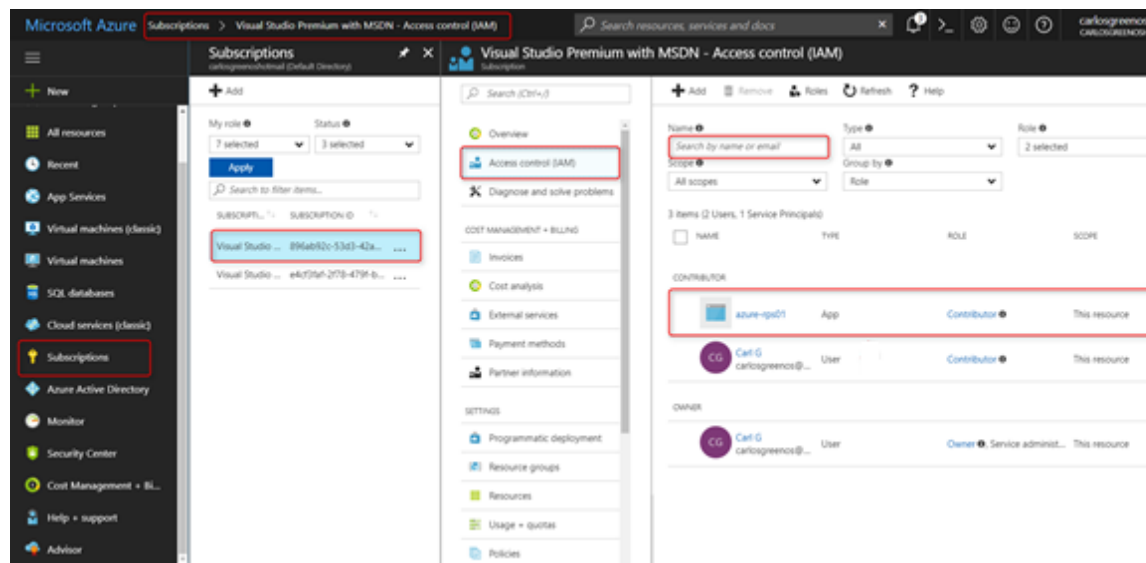 Microsoft Azure Subscriptions > Visual Studio Premium with MSDN - Access control (IAM)
Search resources, services and docs
carlosgreenos
CARLOSGREENOS
New
All resources
Recent
App Services
Virtual machines (classic)
Virtual machines
SQL databases
Cloud services (classic)
Subscriptions
Azure Active Directory
Monitor
Security Center
Cost Management + Bi...
Help + support
Advisor
Subscriptions
carlosgreenoshotmail (Default Directory)
Add
My role Status
7 selected 3 selected
Apply
Search to filter items...
SUBSCRIPTI... SUBSCRIPTION ID
Visual Studio ... 896ab92c-53d3-42a... ...
Visual Studio ... ...
Visual Studio Premium with MSDN - Access control (IAM)
Subscription
Search (Ctrl+/)
Overview
Access control (IAM)
Diagnose and solve problems
COST MANAGEMENT + BILLING
Invoices
Cost analysis
External services
Payment methods
Partner information
SETTINGS
Programmatic deployment
Resource groups
Resources
Usage + quotas
Policies
Add Remove Roles Refresh ? Help
Name Type Role
Search by name or email All 2 selected
Scope Group by
All scopes Role
3 items (2 Users, 1 Service Principals)
NAME TYPE ROLE SCOPE
CONTRIBUTOR
azure-rps01 App Contributor This resource
CG Carl G User Contributor This resource
carlosgreenos@...
OWNER
CG Carl G User Owner , Service administ... This resource
carlosgreenos@...